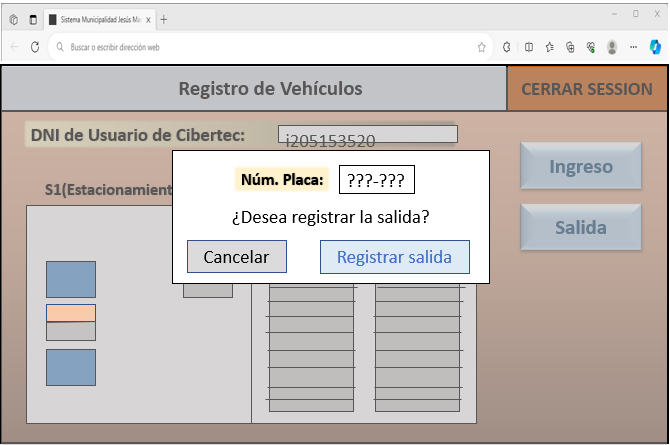 Sistema Municipalidad Jesús Ma
Buscar o escribir dirección web
Registro de Vehículos
CERRAR SESSION
DNI de Usuario de Cibertec:
i205153520
Ingreso
Núm. Placa:
???-???
S1(Estacionamient
¿Desea registrar la salida?
Salida
Cancelar
Registrar salida